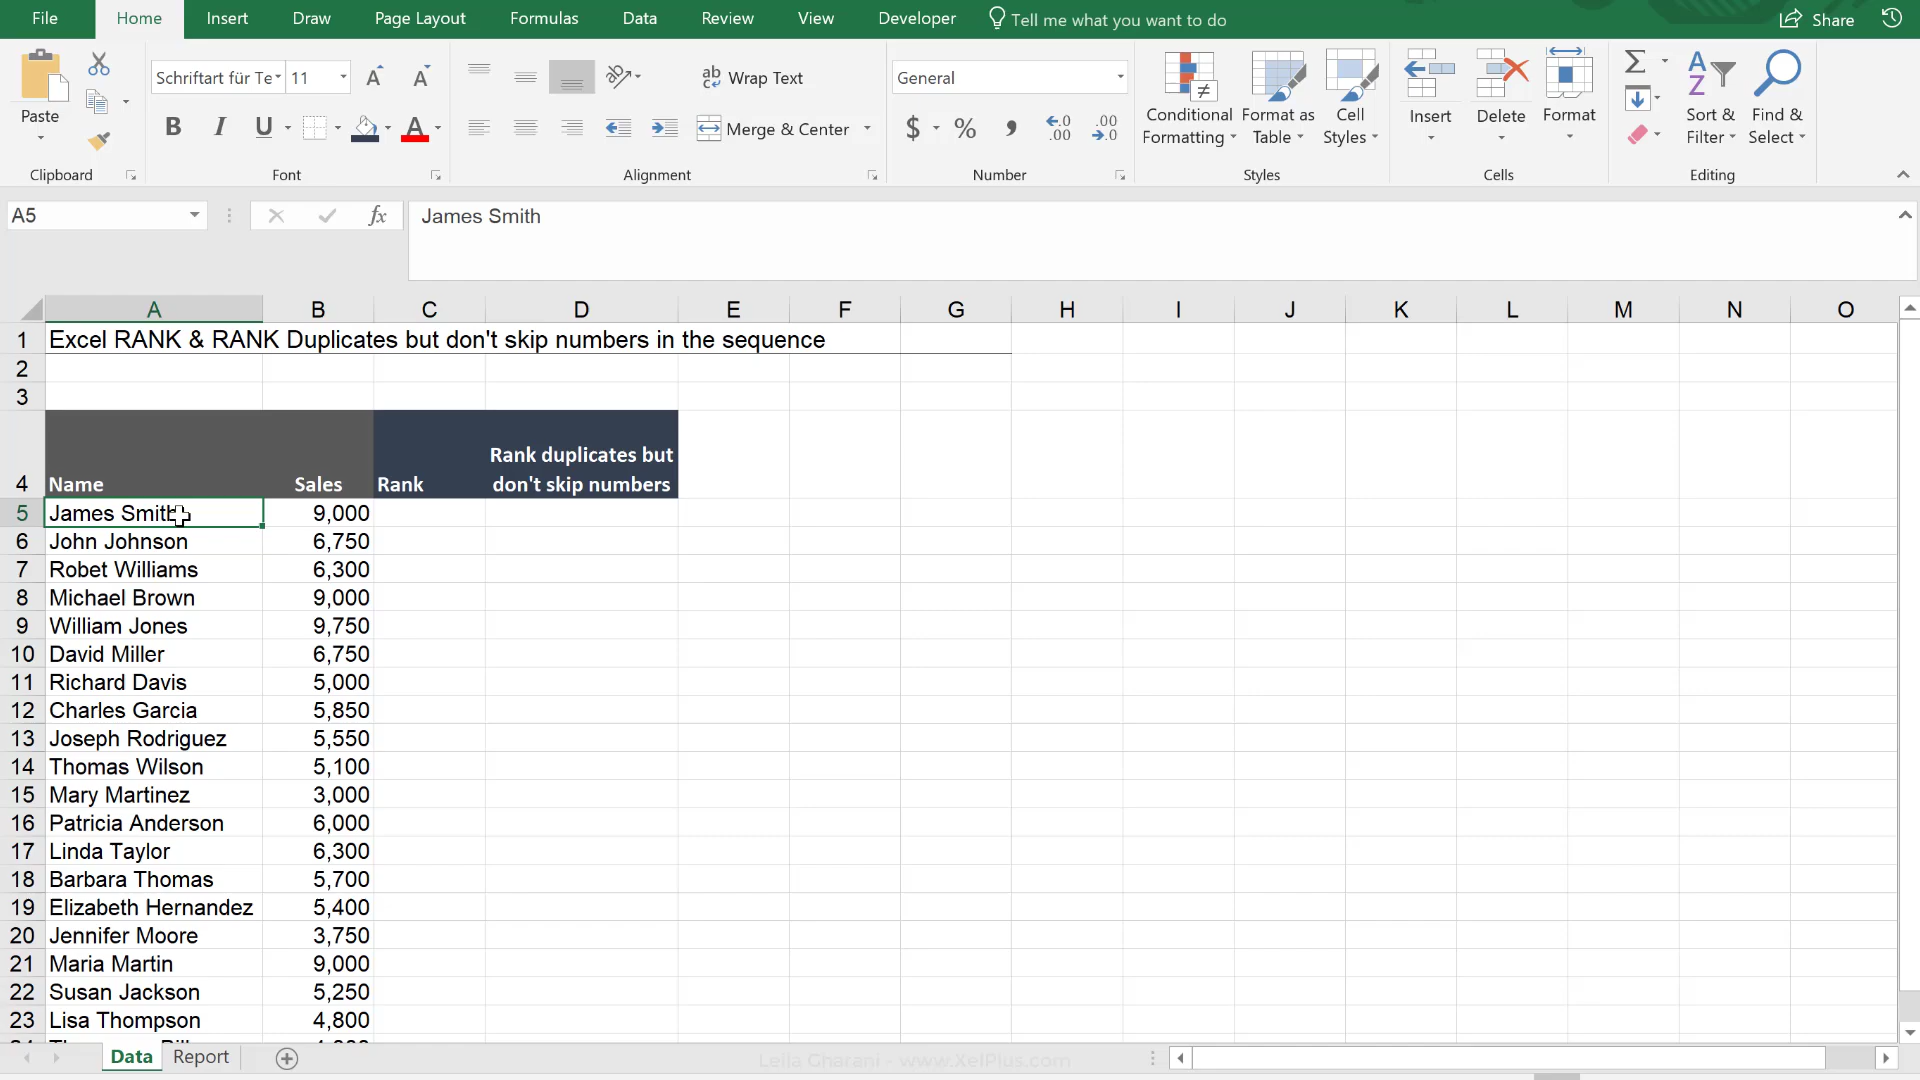 File Home Insert Draw Page Layout Formulas Data Review View Developer Tell me what you want to do Share
Schriftart für Te 11 Wrap Text General
Paste B I U A Merge & Center $ % Conditional Formatting Format as Table Cell Styles Insert Delete Format Sort & Filter Find & Select
Clipboard Font Alignment Number Styles Cells Editing
A5 fx James Smith
A B C D E F G H I J K L M N O
1 Excel RANK & RANK Duplicates but don't skip numbers in the sequence
2
3
Rank duplicates but
4 Name Sales Rank don't skip numbers
5 James Smith 9,000
6 John Johnson 6,750
7 Robet Williams 6,300
8 Michael Brown 9,000
9 William Jones 9,750
10 David Miller 6,750
11 Richard Davis 5,000
12 Charles Garcia 5,850
13 Joseph Rodriguez 5,550
14 Thomas Wilson 5,100
15 Mary Martinez 3,000
16 Patricia Anderson 6,000
17 Linda Taylor 6,300
18 Barbara Thomas 5,700
19 Elizabeth Hernandez 5,400
20 Jennifer Moore 3,750
21 Maria Martin 9,000
22 Susan Jackson 5,250
23 Lisa Thompson 4,800
Data Report Leila Gharani - www.XelPlus.com